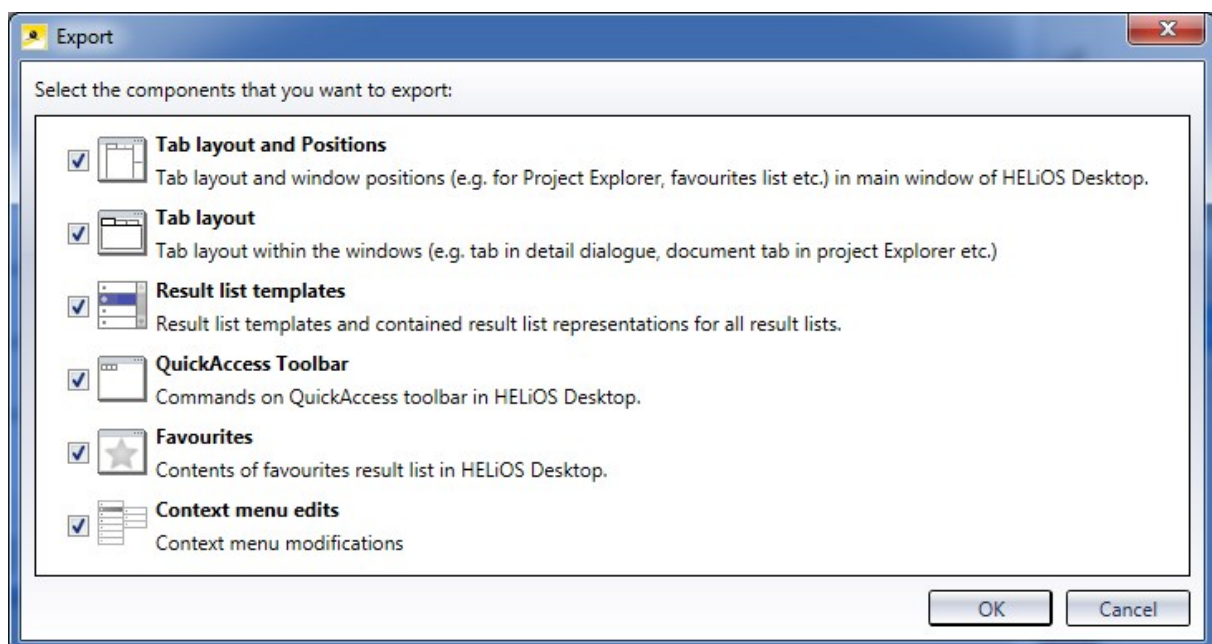 Export
Select the components that you want to export:
Tab layout and Positions
Tab layout and window positions (e.g. for Project Explorer, favourites list etc.) in main window of HELiOS Desktop.
Tab layout
Tab layout within the windows (e.g. tab in detail dialogue, document tab in project Explorer etc.)
Result list templates
Result list templates and contained result list representations for all result lists.
QuickAccess Toolbar
Commands on QuickAccess toolbar in HELiOS Desktop.
Favourites
Contents of favourites result list in HELiOS Desktop.
Context menu edits
Context menu modifications
OK Cancel